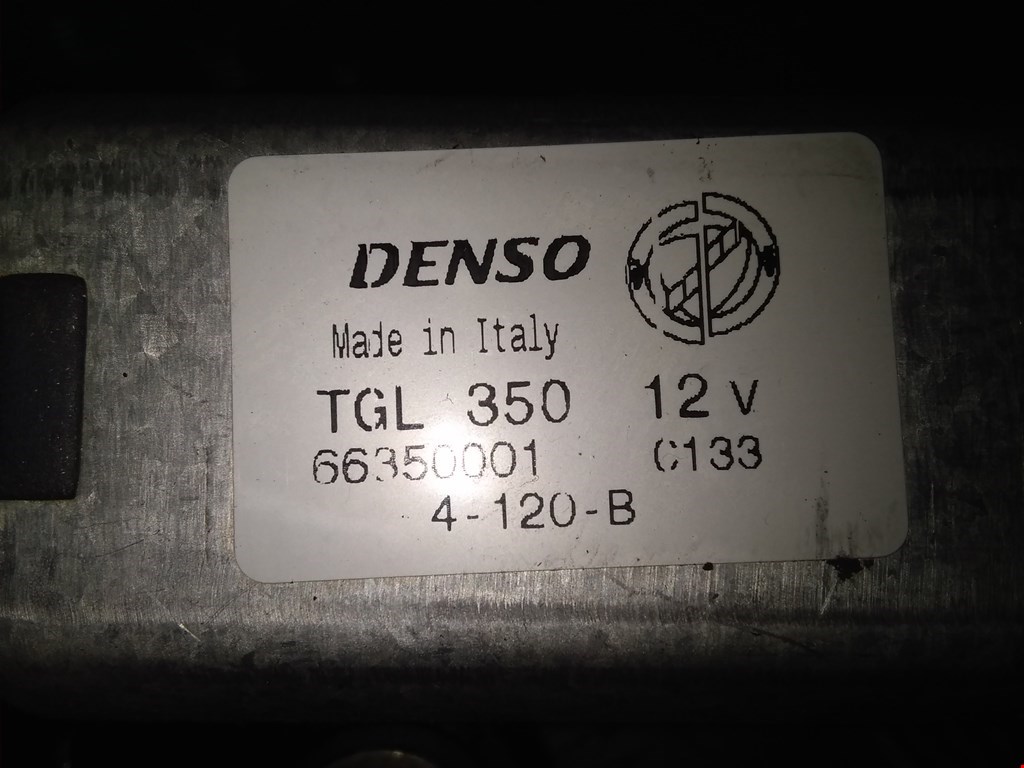 DENSO
Made in Italy
TGL 350 12 V
66350001 C133
4-120-B